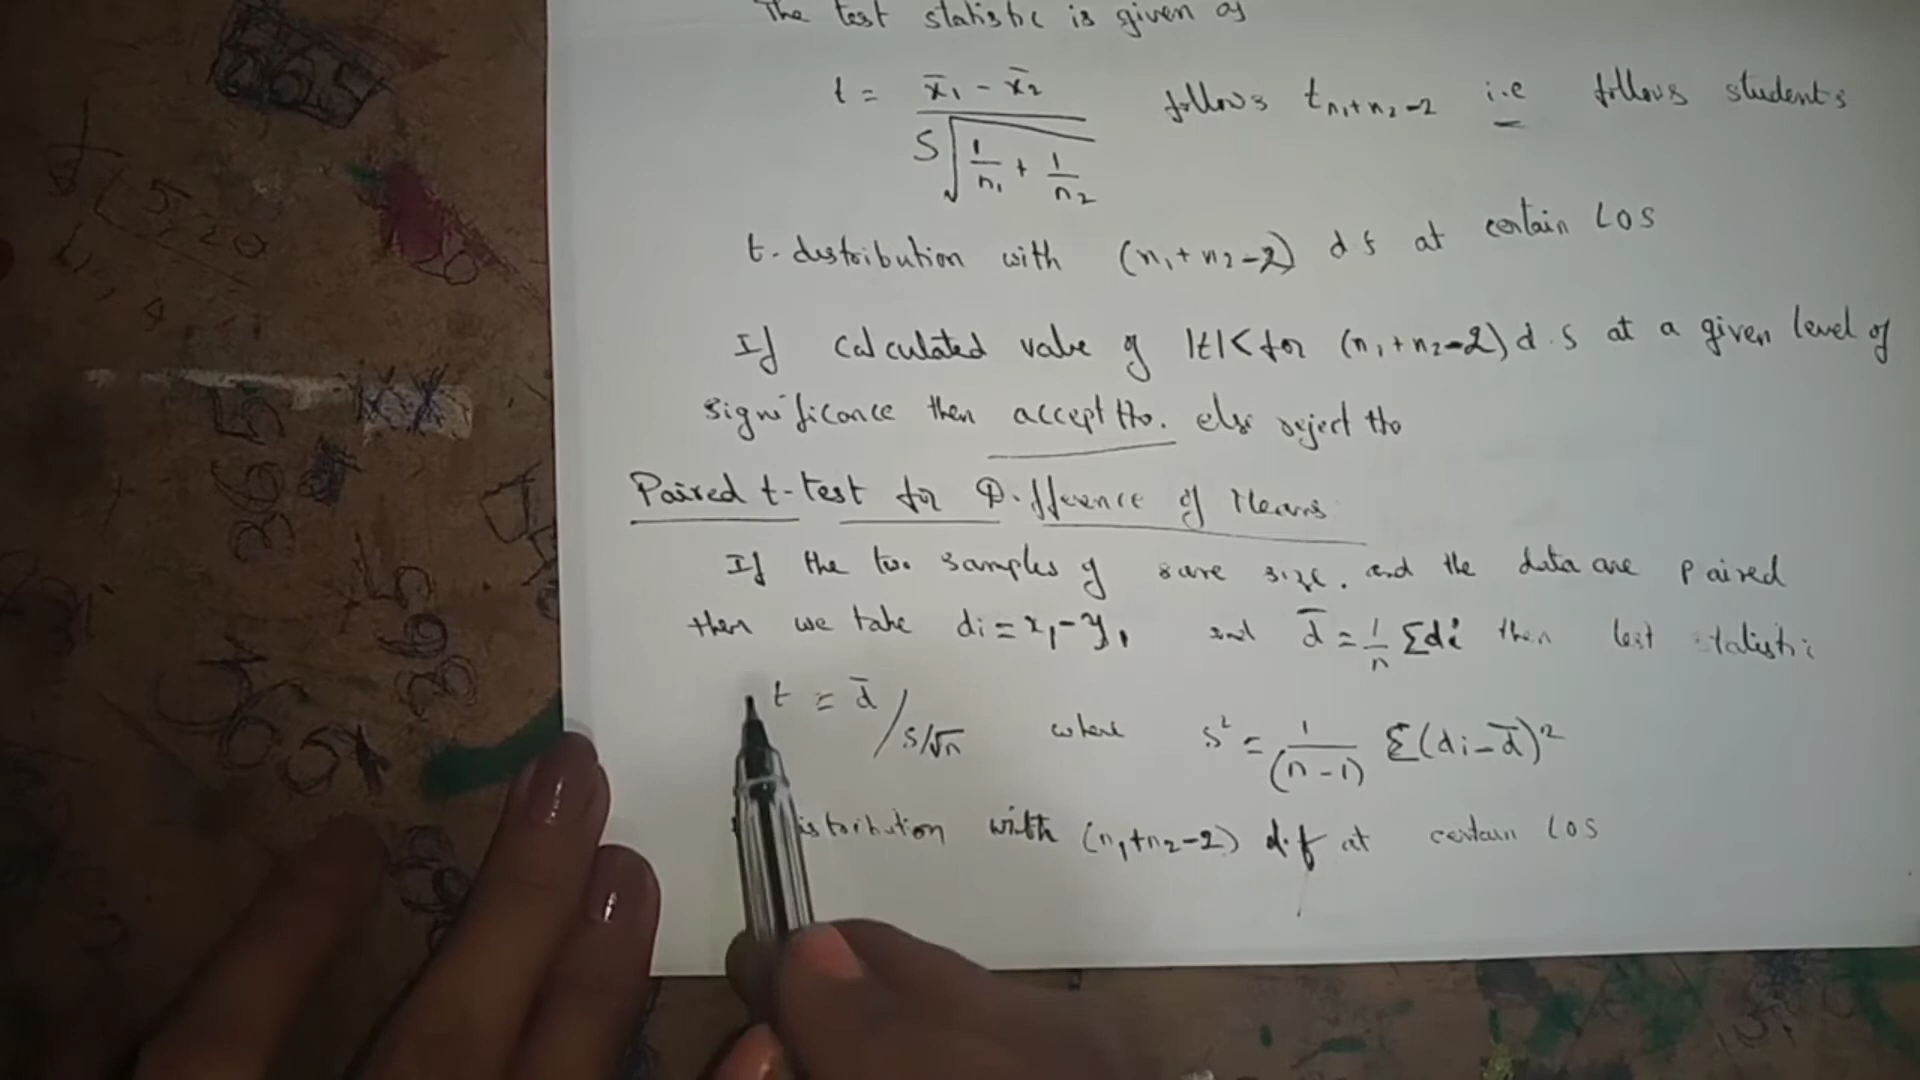 The test statistic is given of
t = x̄₁ - x̄₂ / S√(1/n₁ + 1/n₂) follows t n₁+n₂-2 i.e follows students
t-distribution with (n₁+n₂-2) d f at certain LOS
If calculated value of |t| < for (n₁+n₂-2) d.f at a given level of
significance then accept Ho. else reject Ho
Paired t-test for Difference of Means
If the two samples of same size. and the data are paired
then we take di = x₁-y₁ and d̄ = 1/n Σdi then test statistic
t = d̄ / s/√n where s² = 1/(n-1) Σ(di-d̄)²
istribution with (n₁+n₂-2) d.f at certain LOS